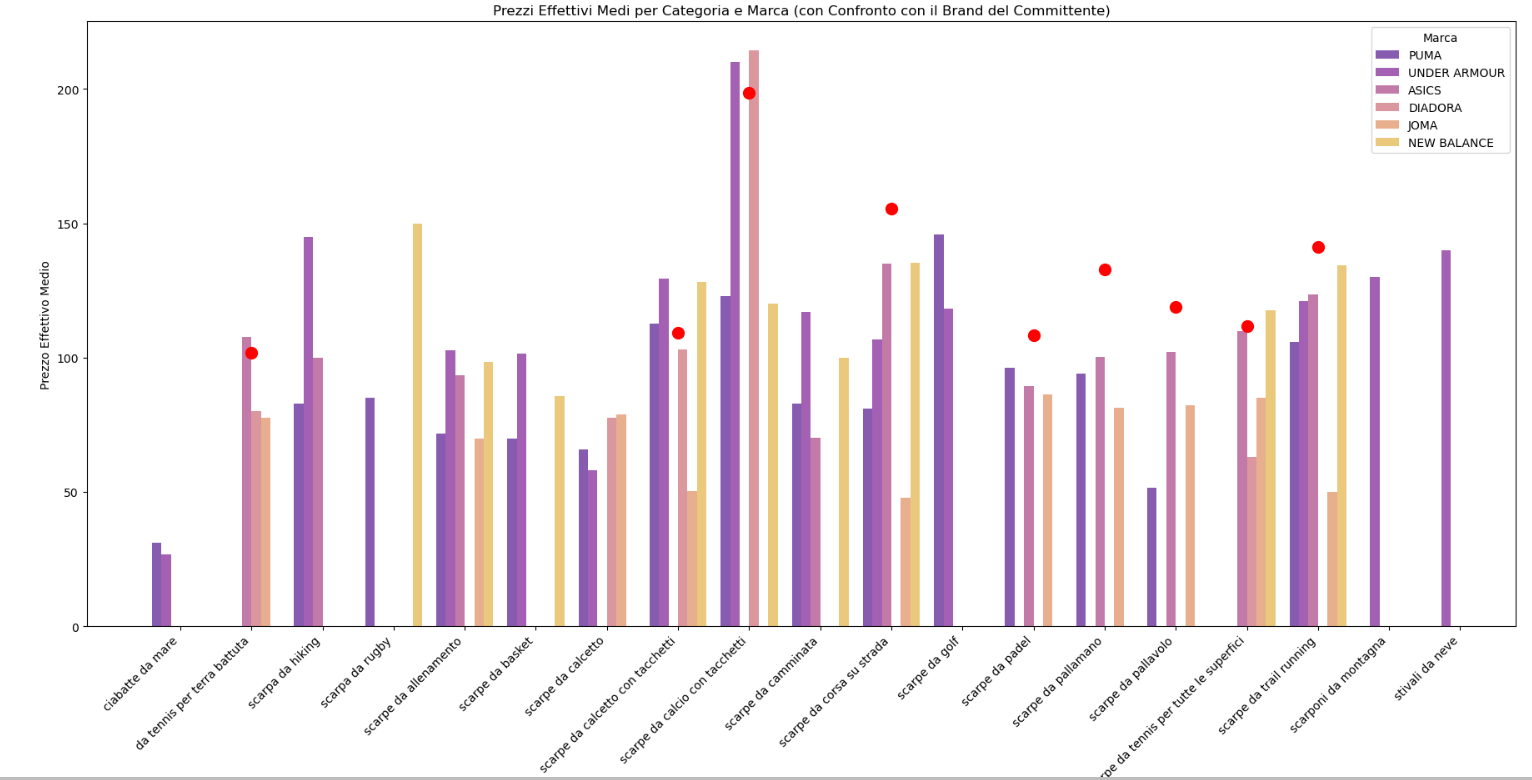 Prezzi Effettivi Medi per Categoria e Marca (con Confronto con il Brand del Committente)
Marca
PUMA
UNDER ARMOUR
ASICS
DIADORA
JOMA
NEW BALANCE
Prezzo Effettivo Medio
200
150
100
50
0
ciabatte da mare
da tennis per terra battuta
scarpa da hiking
scarpa da rugby
scarpe da allenamento
scarpe da basket
scarpe da calcetto
scarpe da calcetto con tacchetti
scarpe da calcio con tacchetti
scarpe da camminata
scarpe da corsa su strada
scarpe da golf
scarpe da padel
scarpe da pallamano
scarpe da pallavolo
rpe da tennis per tutte le superfici
scarpe da trail running
scarponi da montagna
stivali da neve